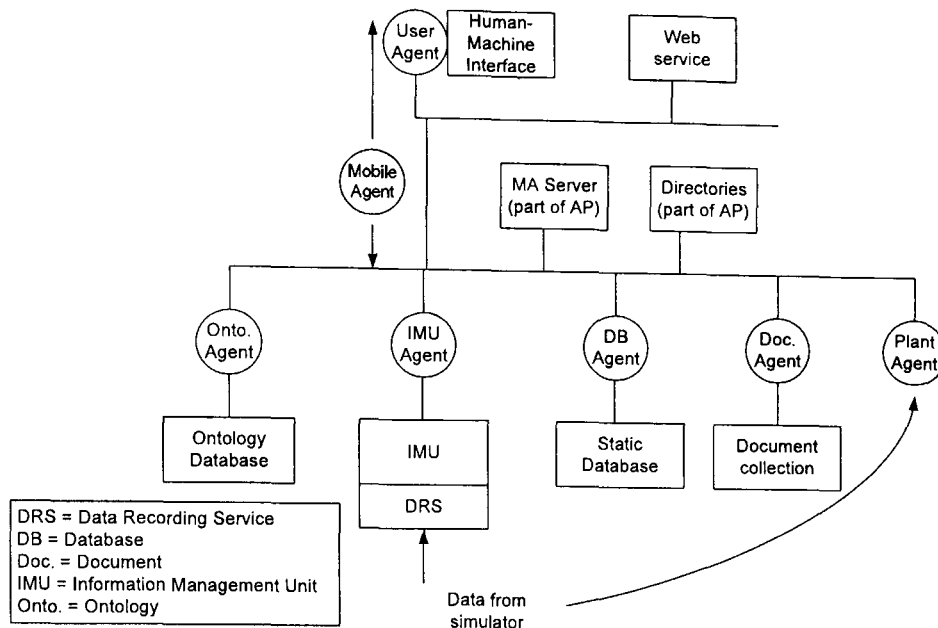 User
Agent
Human-
Machine
Interface
Web
service
Mobile
Agent
MA Server
(part of AP)
Directories
(part of AP)
Onto.
Agent
IMU
Agent
DB
Agent
Doc.
Agent
Plant
Agent
Ontology
Database
IMU
DRS
Static
Database
Document
collection
DRS = Data Recording Service
DB = Database
Doc. = Document
IMU = Information Management Unit
Onto. = Ontology
Data from
simulator